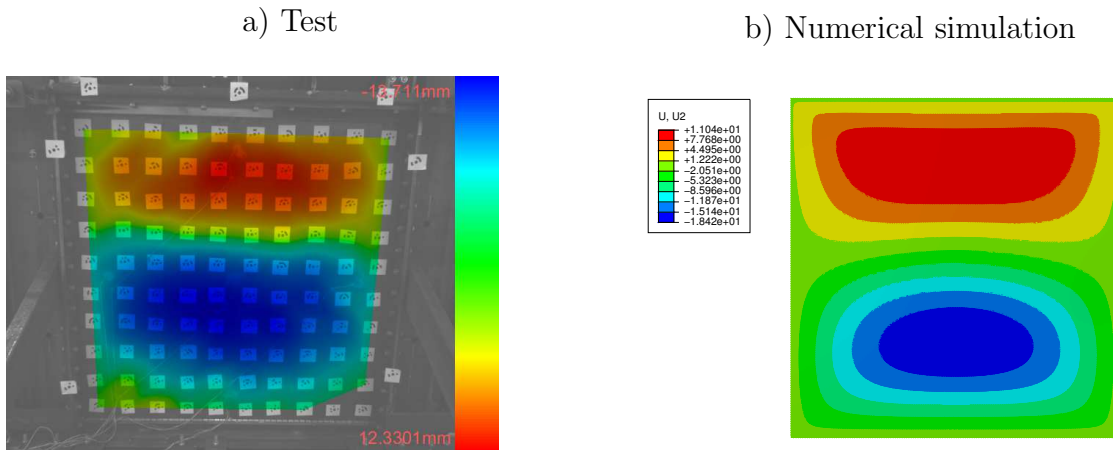 a) Test
b) Numerical simulation
-13.711mm
12.3301mm
U, U2
+1.104e+01
+7.768e+00
+4.495e+00
+1.222e+00
-2.051e+00
-5.323e+00
-8.596e+00
-1.187e+01
-1.514e+01
-1.842e+01